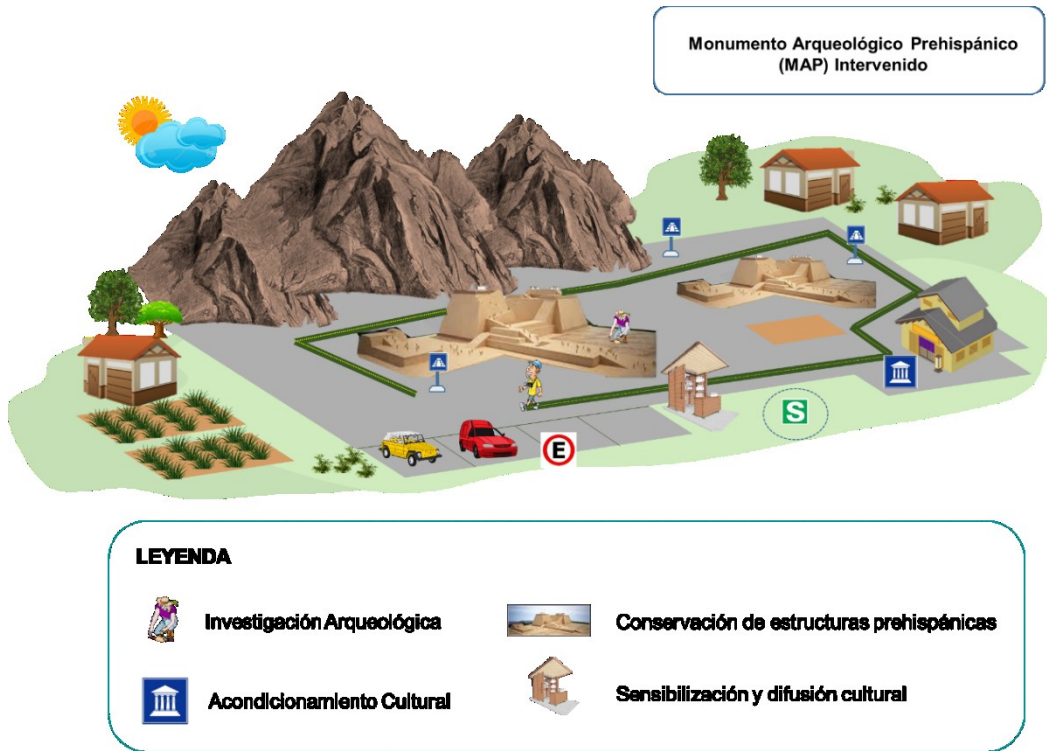 Monumento Arqueológico Prehispánico
(MAP) Intervenido
E
S
LEYENDA
Investigación Arqueológica
Conservación de estructuras prehispánicas
Acondicionamiento Cultural
Sensibilización y difusión cultural